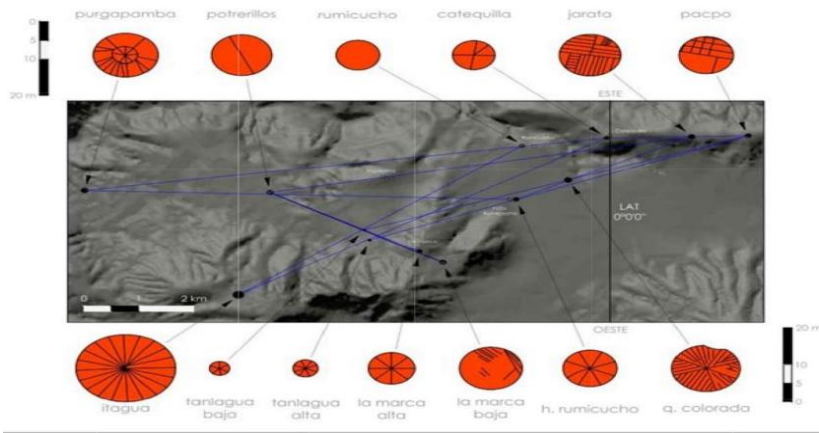 purgapamba potrerillos rumicucho catequilla jarata pacpo
0
5
10
20 m
ESTE
LAT
0°0'0''
0 1 2 km
OESTE
20 m
10
5
0
itagua tanlagua baja tanlagua alta la marca alta la marca baja h. rumicucho q. colorada